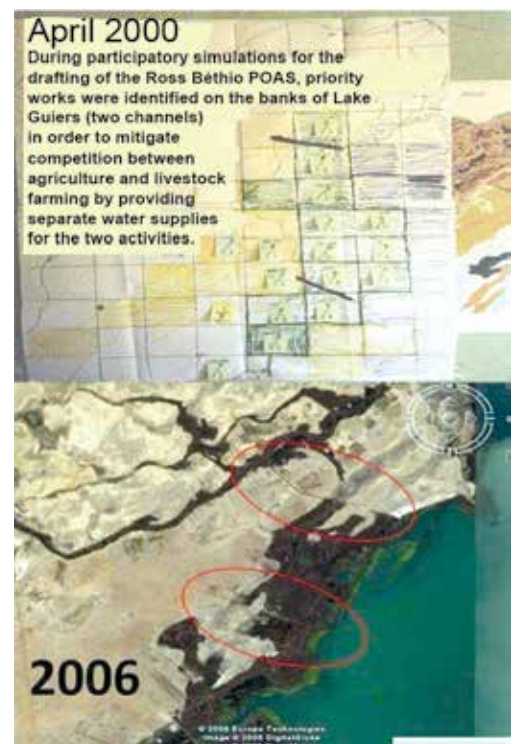 April 2000
During participatory simulations for the
drafting of the Ross Béthio POAS, priority
works were identified on the banks of Lake
Guiers (two channels)
in order to mitigate
competition between
agriculture and livestock
farming by providing
separate water supplies
for the two activities.
2006
© 2008 Europa Technologies
Image © 2008 DigitalGlobe